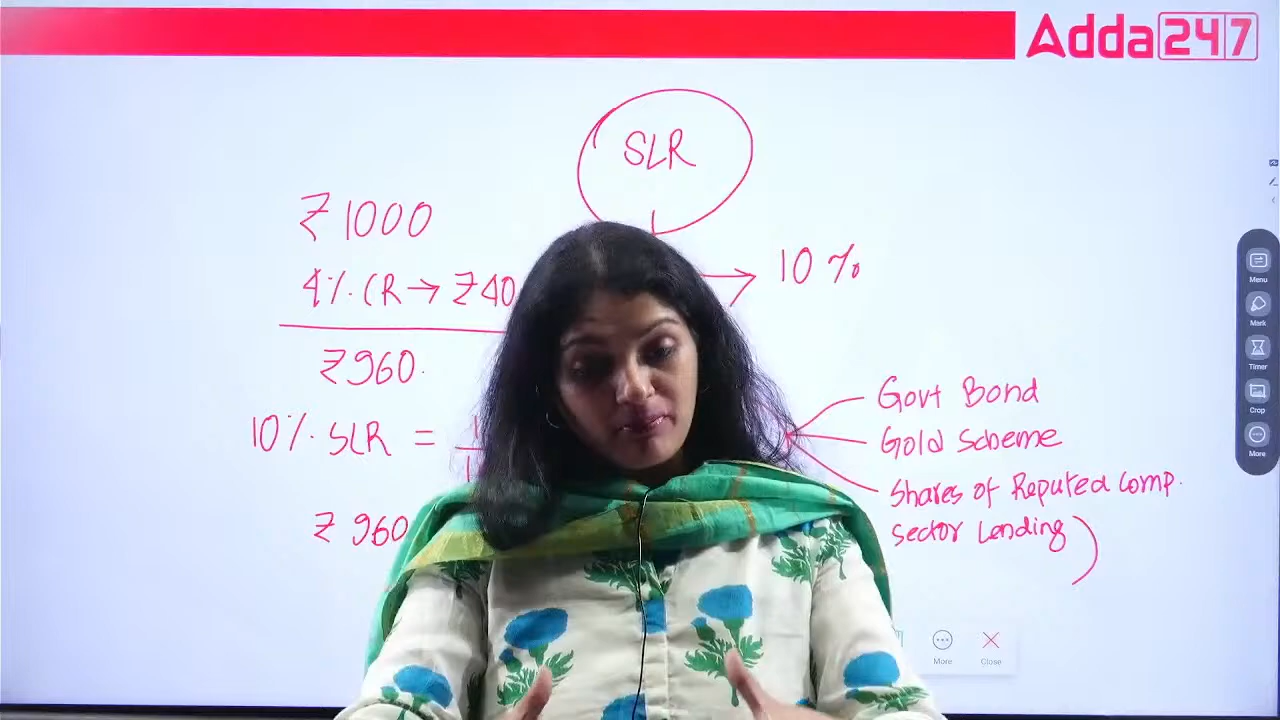 Adda247
SLR
₹1000
4%. CR → ₹40
→ 10%
₹960.
Govt Bond
10%. SLR =
Gold Scheme
Shares of Reputed Comp.
₹960
sector Lending)
Menu
Mark
Timer
Crop
More
More
Close